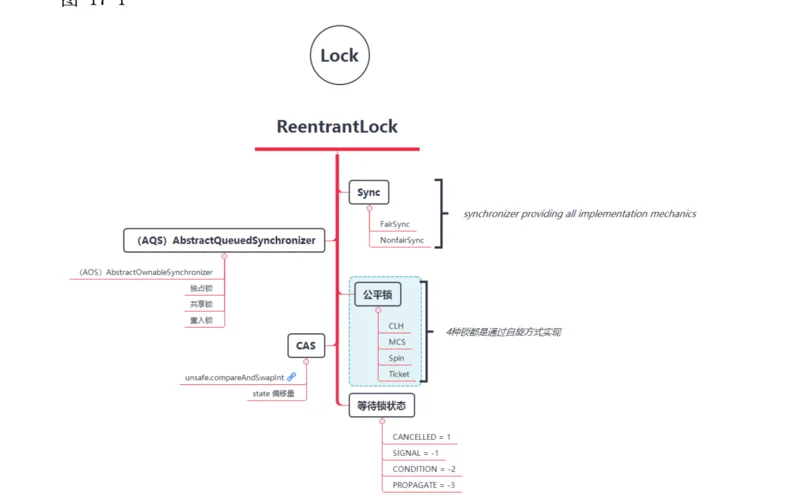 图 17-1
Lock
ReentrantLock
Sync
FairSync
NonfairSync
synchronizer providing all implementation mechanics
（AQS）AbstractQueuedSynchronizer
（AOS）AbstractOwnableSynchronizer
独占锁
共享锁
重入锁
公平锁
CLH
MCS
Spin
Ticket
4种锁都是通过自旋方式实现
CAS
unsafe.compareAndSwapInt
state 偏移量
等待锁状态
CANCELLED = 1
SIGNAL = -1
CONDITION = -2
PROPAGATE = -3